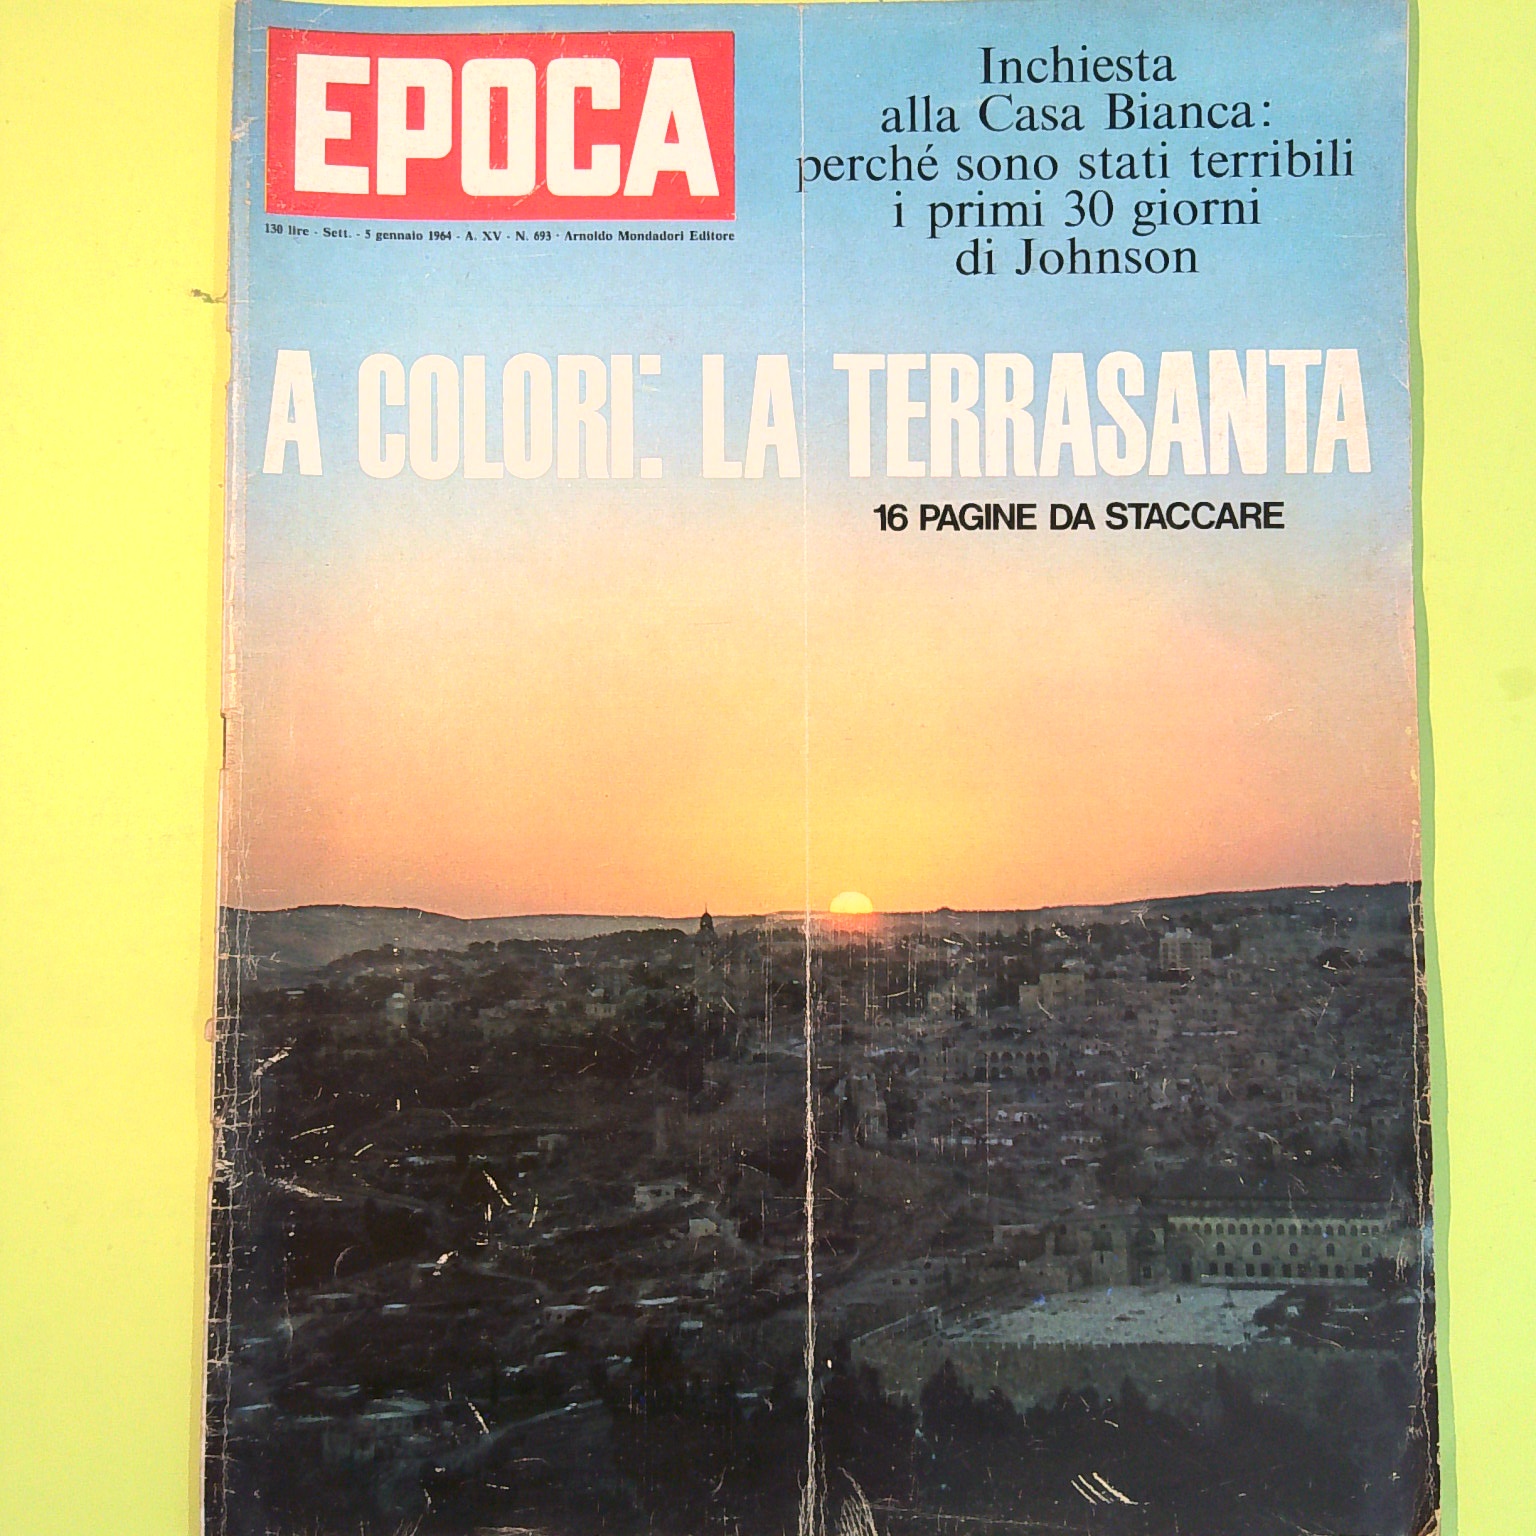 EPOCA
130 lire - Sett. - 5 gennaio 1964 - A. XV - N. 693 - Arnoldo Mondadori Editore
Inchiesta
alla Casa Bianca:
perché sono stati terribili
i primi 30 giorni
di Johnson
A COLORI: LA TERRASANTA
16 PAGINE DA STACCARE